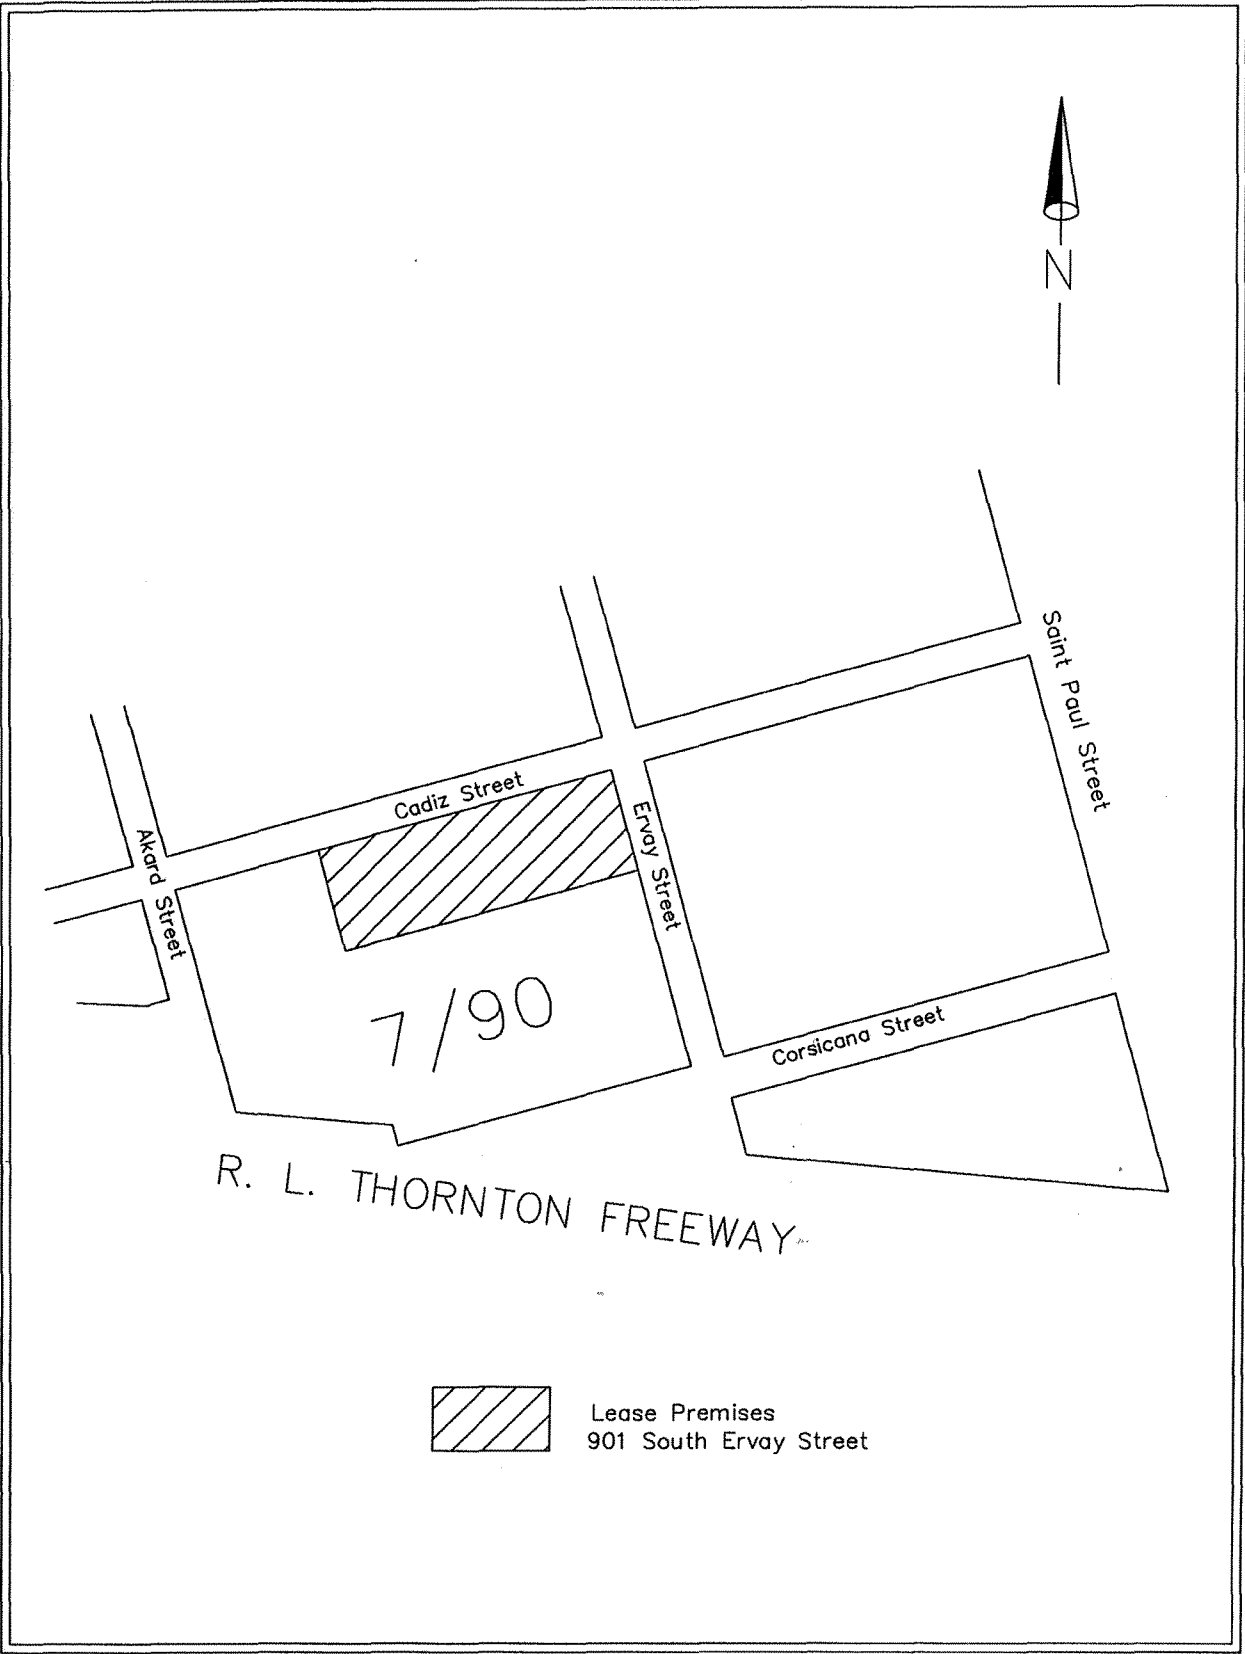 N
Saint Paul Street
Cadiz Street
Ervay Street
Akard Street
7/90
Corsicana Street
R. L. THORNTON FREEWAY
Lease Premises
901 South Ervay Street